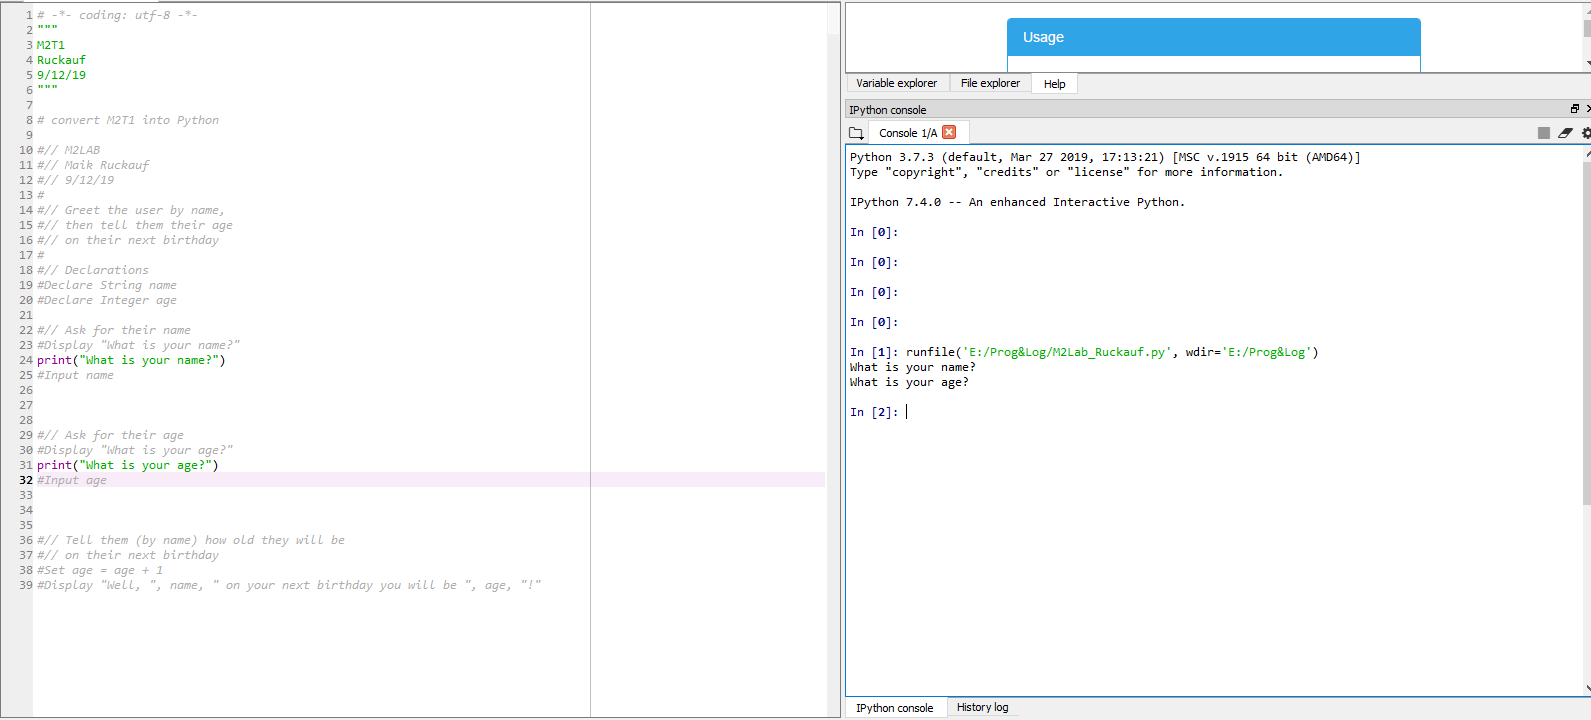 1 # -*- coding: utf-8 -*-
2 """
3 M2T1
4 Ruckauf
5 9/12/19
6 """
7
8 # convert M2T1 into Python
9
10 #// M2LAB
11 #// Maik Ruckauf
12 #// 9/12/19
13 #
14 #// Greet the user by name,
15 #// then tell them their age
16 #// on their next birthday
17 #
18 #// Declarations
19 #Declare String name
20 #Declare Integer age
21
22 #// Ask for their name
23 #Display "What is your name?"
24 print("What is your name?")
25 #Input name
26
27
28
29 #// Ask for their age
30 #Display "What is your age?"
31 print("What is your age?")
32 #Input age
33
34
35
36 #// Tell them (by name) how old they will be
37 #// on their next birthday
38 #Set age = age + 1
39 #Display "Well, ", name, " on your next birthday you will be ", age, "!"
Usage
Variable explorer File explorer Help
IPython console
Console 1/A
Python 3.7.3 (default, Mar 27 2019, 17:13:21) [MSC v.1915 64 bit (AMD64)]
Type "copyright", "credits" or "license" for more information.
IPython 7.4.0 -- An enhanced Interactive Python.
In [0]:
In [0]:
In [0]:
In [0]:
In [1]: runfile('E:/Prog&Log/M2Lab_Ruckauf.py', wdir='E:/Prog&Log')
What is your name?
What is your age?
In [2]:
IPython console History log